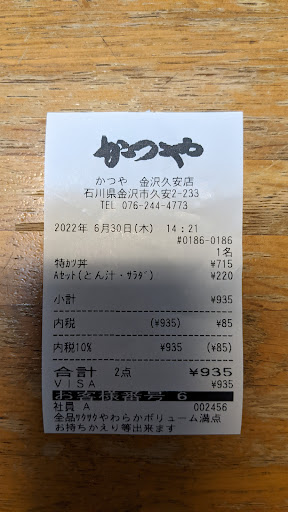 かつや
かつや 金沢久安店
石川県金沢市久安2-233
TEL 076-244-4773
2022年 6月30日(木) 14:21
#0186-0186
1名
特ｶﾂ丼 ¥715
Aセット(とん汁・ｻﾗﾀﾞ) ¥220
小計 ¥935
内税 (¥935) ¥85
内税10% ¥935 (¥85)
合計 2点 ¥935
VISA ¥935
お客様番号 6
社員 A 002456
全品ｻｸｻｸやわらかボリューム満点
お持ちかえり等出来ます